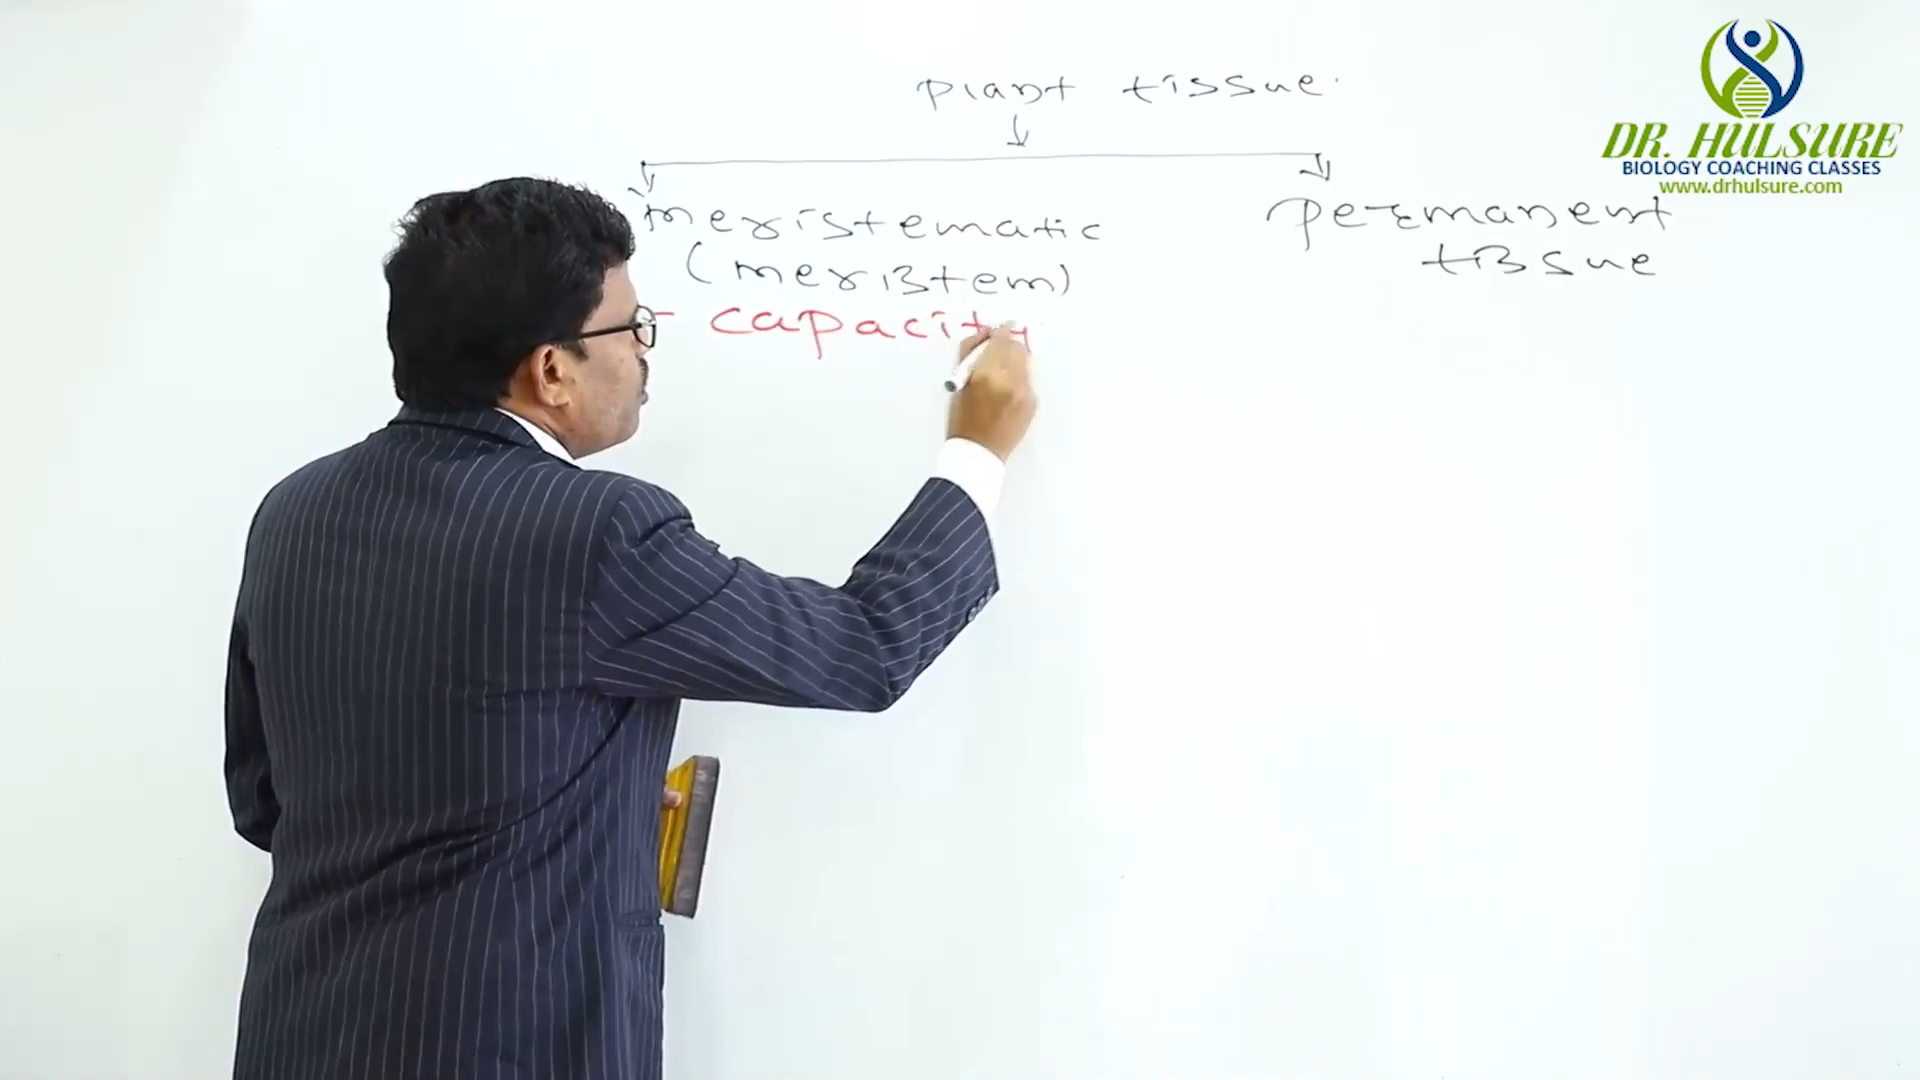 plant tissue.
meristematic
(meristem)
- capacity
permanent
tissue
DR. HULSURE
BIOLOGY COACHING CLASSES
www.drhulsure.com